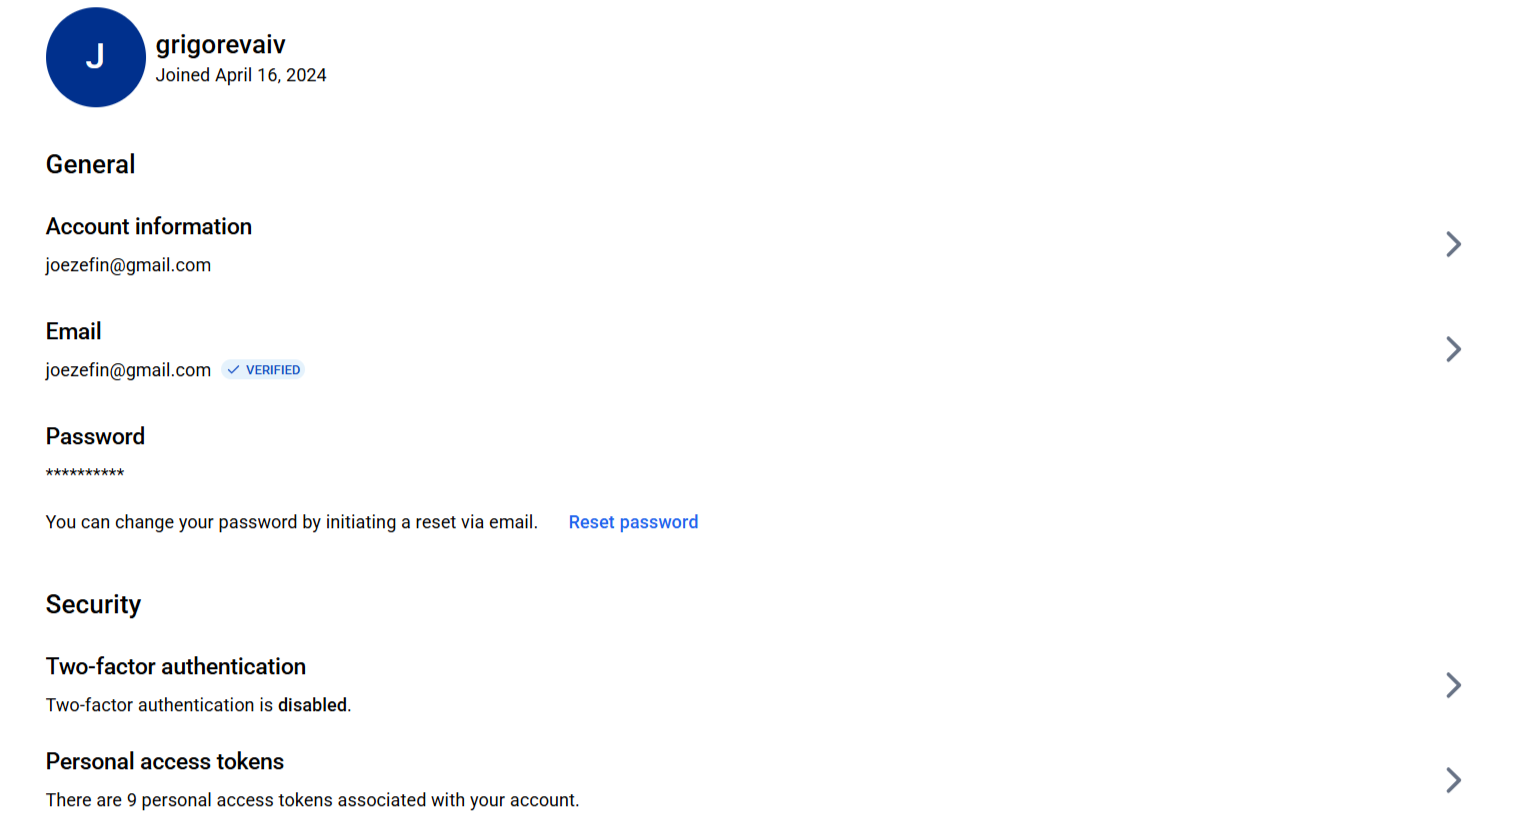 J
grigorevaiv
Joined April 16, 2024
General
Account information
joezefin@gmail.com
Email
joezefin@gmail.com VERIFIED
Password
**********
You can change your password by initiating a reset via email. Reset password
Security
Two-factor authentication
Two-factor authentication is disabled.
Personal access tokens
There are 9 personal access tokens associated with your account.